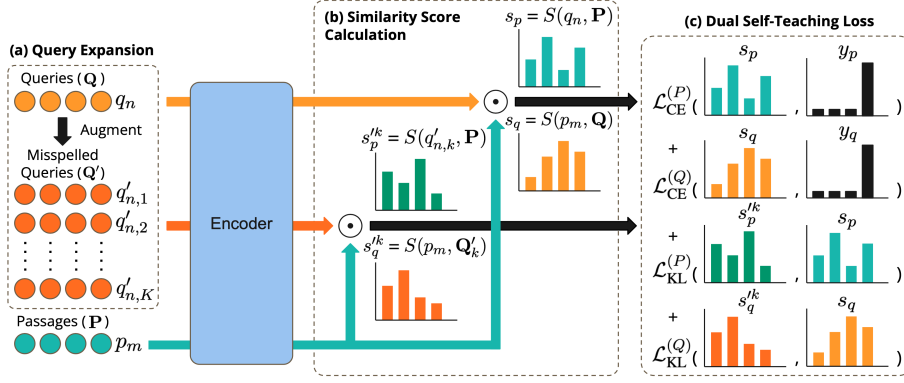 (a) Query Expansion
Queries (Q)
q_n
Augment
Misspelled
Queries (Q′)
q′_{n,1}
q′_{n,2}
q′_{n,K}
Passages (P)
p_m
Encoder
(b) Similarity Score
Calculation
s_p = S(q_n, P)
s_q = S(p_m, Q)
s′^k_p = S(q′_{n,k}, P)
s′^k_q = S(p_m, Q′_k)
(c) Dual Self-Teaching Loss
s_p y_p
L^{(P)}_{CE}( , )
+ s_q y_q
L^{(Q)}_{CE}( , )
+ s′^k_p s_p
L^{(P)}_{KL}( , )
+ s′^k_q s_q
L^{(Q)}_{KL}( , )